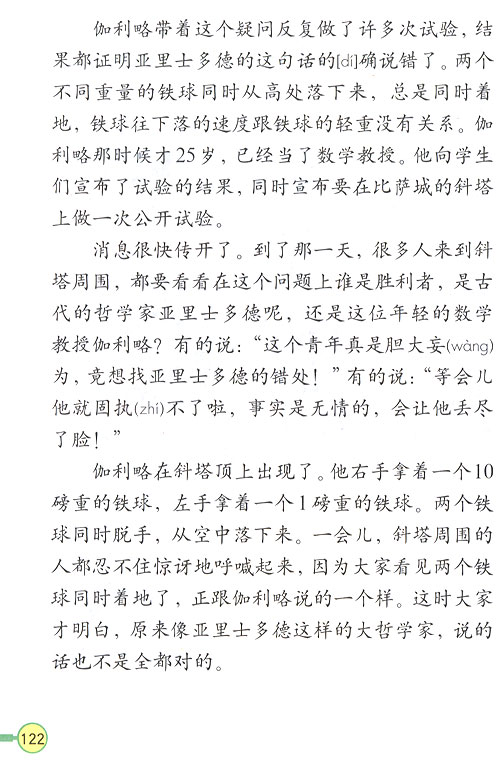 伽利略带着这个疑问反复做了许多次试验，结
果都证明亚里士多德的这句话的[dí]确说错了。两个
不同重量的铁球同时从高处落下来，总是同时着
地，铁球往下落的速度跟铁球的轻重没有关系。伽
利略那时候才25岁，已经当了数学教授。他向学生
们宣布了试验的结果，同时宣布要在比萨城的斜塔
上做一次公开试验。
消息很快传开了。到了那一天，很多人来到斜
塔周围，都要看看在这个问题上谁是胜利者，是古
代的哲学家亚里士多德呢，还是这位年轻的数学
教授伽利略？有的说：“这个青年真是胆大妄(wàng)
为，竟想找亚里士多德的错处！”有的说：“等会儿
他就固执(zhí)不了啦，事实是无情的，会让他丢尽
了脸！”
伽利略在斜塔顶上出现了。他右手拿着一个10
磅重的铁球，左手拿着一个1磅重的铁球。两个铁
球同时脱手，从空中落下来。一会儿，斜塔周围的
人都忍不住惊讶地呼喊起来，因为大家看见两个铁
球同时着地了，正跟伽利略说的一个样。这时大家
才明白，原来像亚里士多德这样的大哲学家，说的
话也不是全都对的。
122